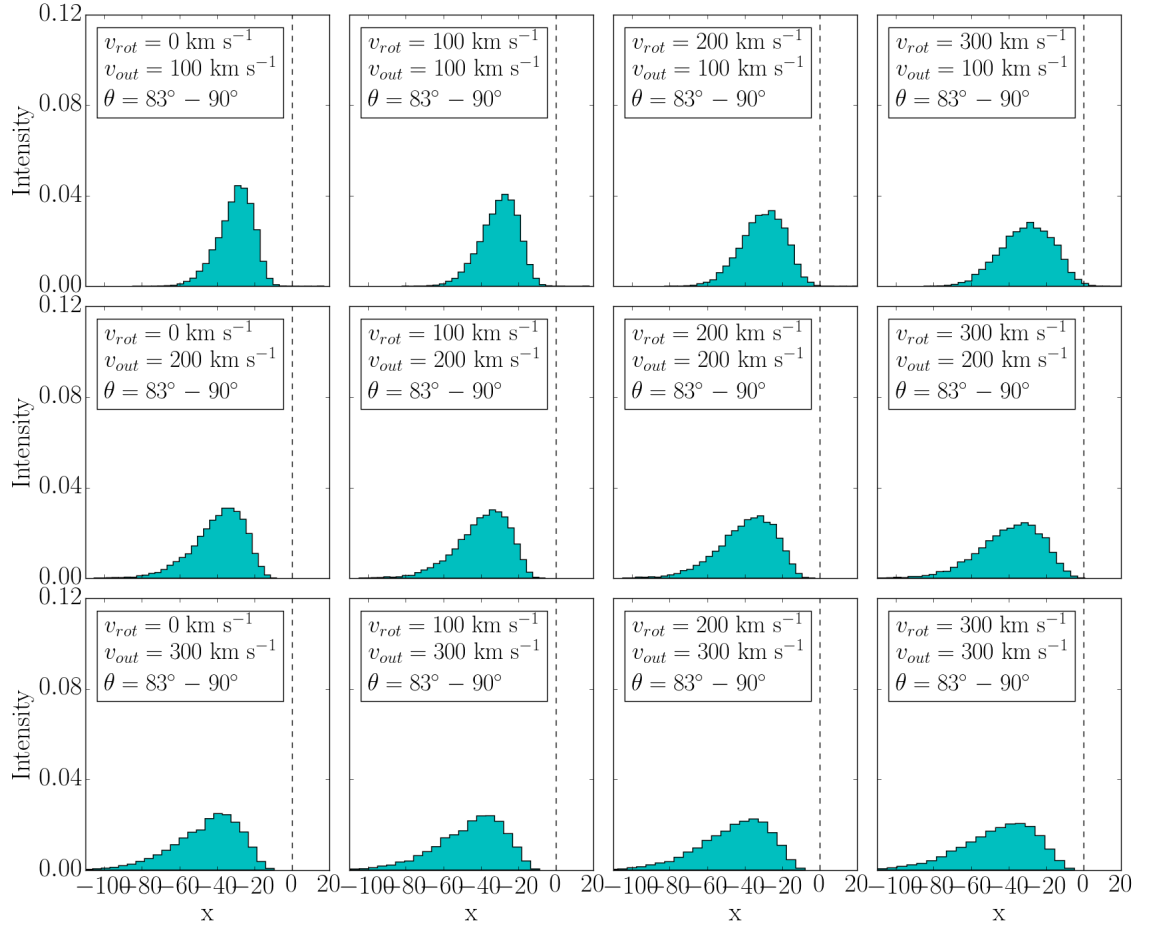 0.12
0.08
0.04
0.00
Intensity
v_rot = 0 km s⁻¹
v_out = 100 km s⁻¹
θ = 83° − 90°
v_rot = 100 km s⁻¹
v_out = 100 km s⁻¹
θ = 83° − 90°
v_rot = 200 km s⁻¹
v_out = 100 km s⁻¹
θ = 83° − 90°
v_rot = 300 km s⁻¹
v_out = 100 km s⁻¹
θ = 83° − 90°
0.12
0.08
0.04
0.00
Intensity
v_rot = 0 km s⁻¹
v_out = 200 km s⁻¹
θ = 83° − 90°
v_rot = 100 km s⁻¹
v_out = 200 km s⁻¹
θ = 83° − 90°
v_rot = 200 km s⁻¹
v_out = 200 km s⁻¹
θ = 83° − 90°
v_rot = 300 km s⁻¹
v_out = 200 km s⁻¹
θ = 83° − 90°
0.12
0.08
0.04
0.00
Intensity
v_rot = 0 km s⁻¹
v_out = 300 km s⁻¹
θ = 83° − 90°
v_rot = 100 km s⁻¹
v_out = 300 km s⁻¹
θ = 83° − 90°
v_rot = 200 km s⁻¹
v_out = 300 km s⁻¹
θ = 83° − 90°
v_rot = 300 km s⁻¹
v_out = 300 km s⁻¹
θ = 83° − 90°
−100 −80 −60 −40 −20 0 20
−100 −80 −60 −40 −20 0 20
−100 −80 −60 −40 −20 0 20
−100 −80 −60 −40 −20 0 20
x
x
x
x